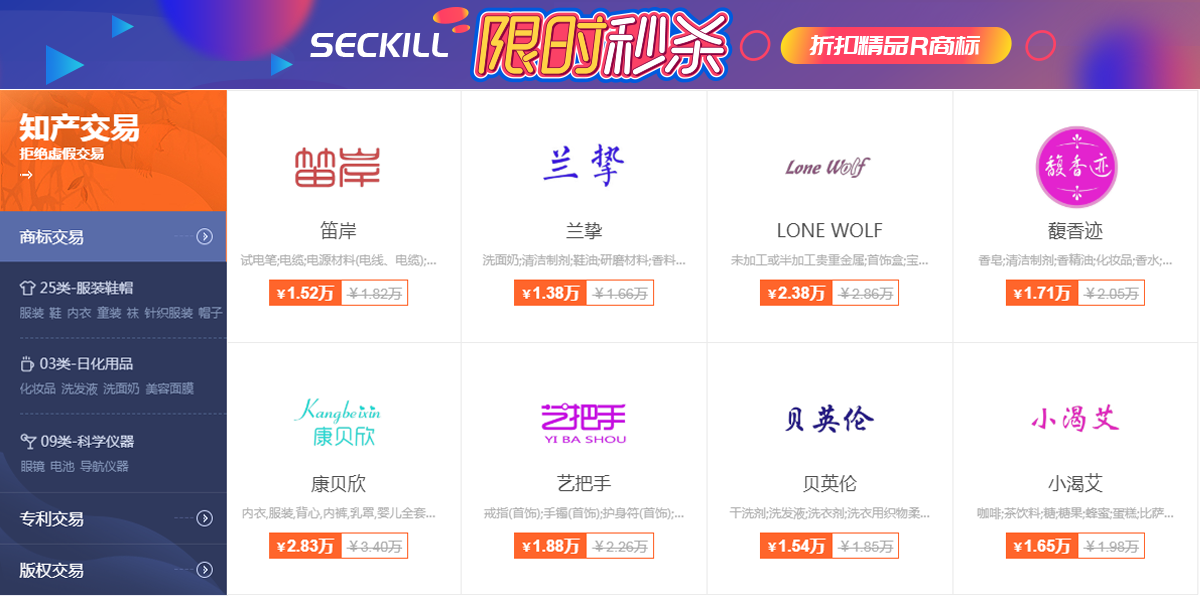 SECKILL 限时秒杀 折扣精品R商标
知产交易
拒绝虚假交易
商标交易
25类-服装鞋帽
服装 鞋 内衣 童装 袜 针织服装 帽子
03类-日化用品
化妆品 洗发液 洗面奶 美容面膜
09类-科学仪器
眼镜 电池 导航仪器
专利交易
版权交易
笛岸
笛岸
试电笔;电缆;电源材料(电线、电缆);...
¥1.52万 ¥1.82万
兰挚
兰挚
洗面奶;清洁制剂;鞋油;研磨材料;香料...
¥1.38万 ¥1.66万
Lone Wolf
LONE WOLF
未加工或半加工贵重金属;首饰盒;宝...
¥2.38万 ¥2.86万
馥香迹
馥香迹
香皂;清洁制剂;香精油;化妆品;香水;...
¥1.71万 ¥2.05万
Kangbeixin
康贝欣
康贝欣
内衣,服装,背心,内裤,乳罩,婴儿全套...
¥2.83万 ¥3.40万
艺把手
YI BA SHOU
艺把手
戒指(首饰);手镯(首饰);护身符(首饰);...
¥1.88万 ¥2.26万
贝英伦
贝英伦
干洗剂;洗发液;洗衣剂;洗衣用织物柔...
¥1.54万 ¥1.85万
小渴艾
小渴艾
咖啡;茶饮料;糖;糖果;蜂蜜;蛋糕;比萨...
¥1.65万 ¥1.98万